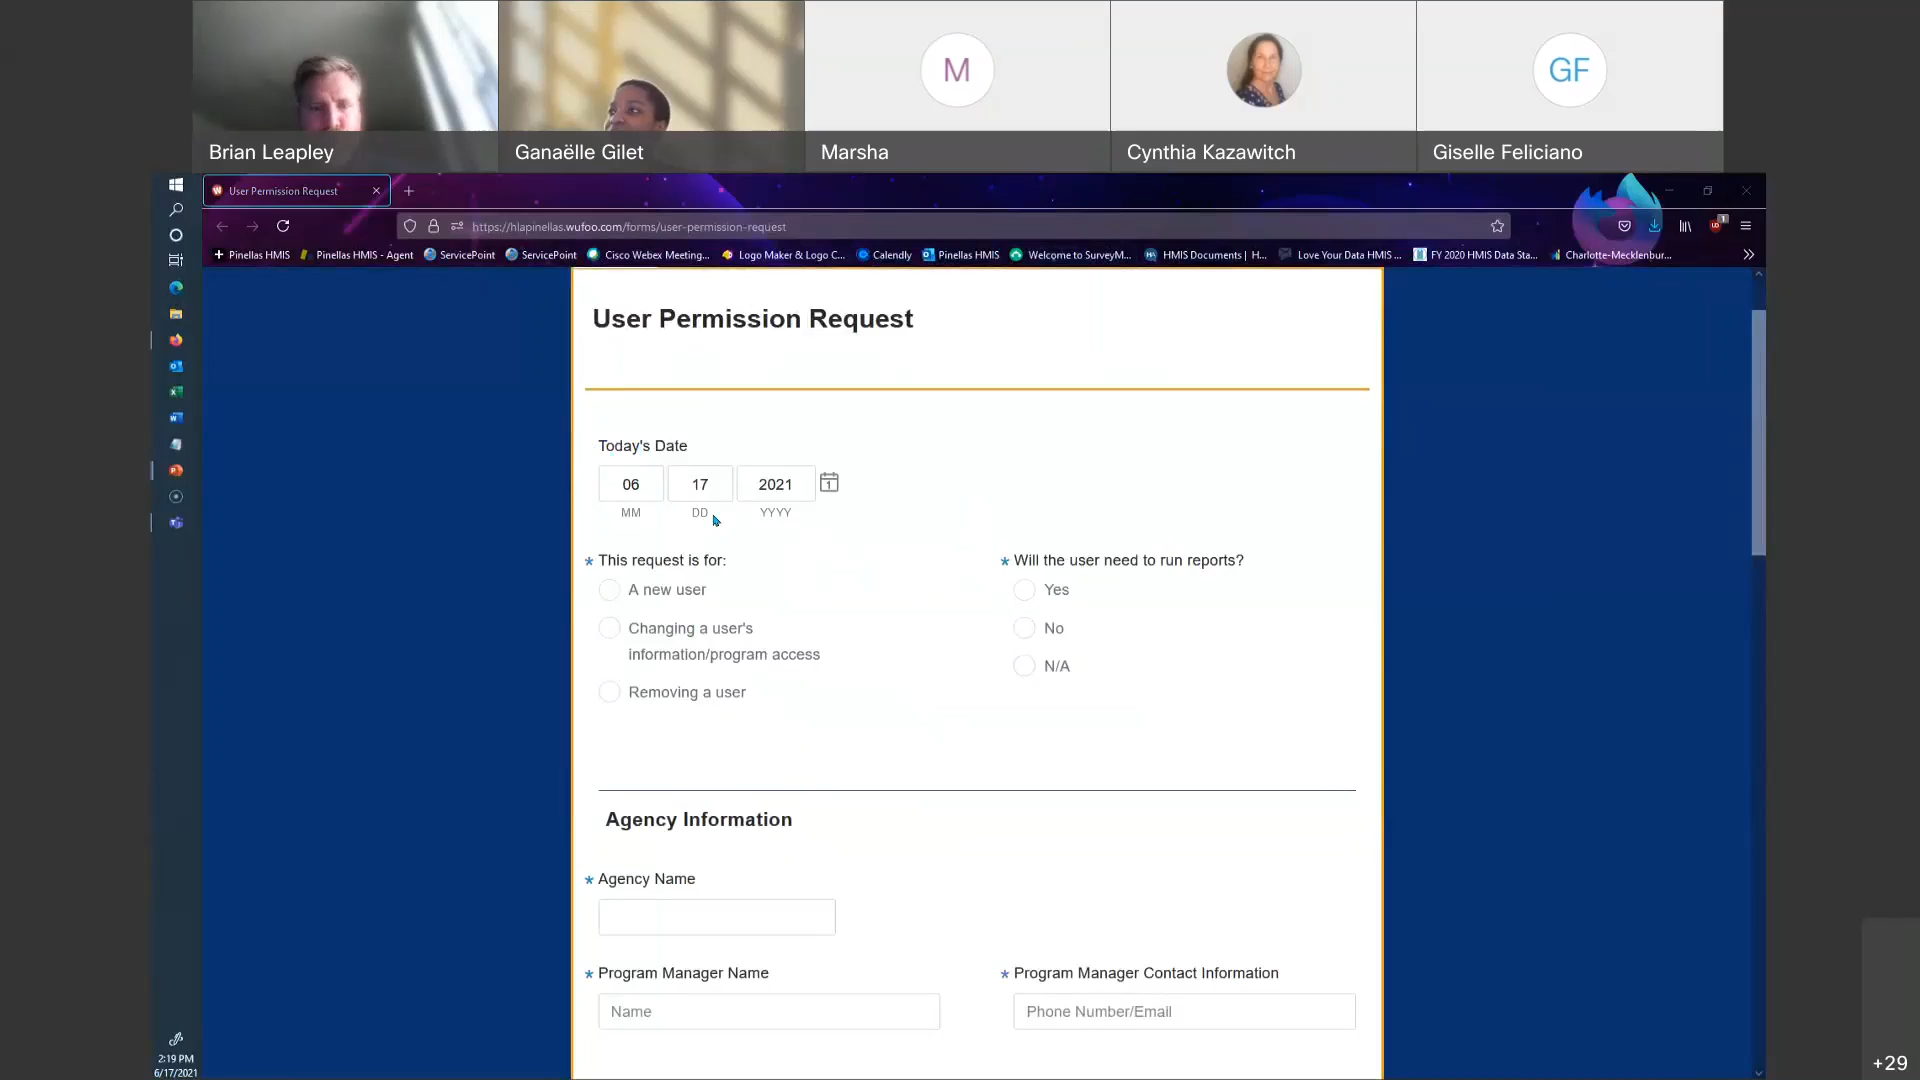 M
GF
Brian Leapley
Ganaëlle Gilet
Marsha
Cynthia Kazawitch
Giselle Feliciano
User Permission Request
https://hlapinellas.wufoo.com/forms/user-permission-request
1
Pinellas HMIS
Pinellas HMIS - Agent
ServicePoint
ServicePoint
Cisco Webex Meeting...
Logo Maker & Logo C...
Calendly
Pinellas HMIS
Welcome to SurveyM...
HMIS Documents | H...
Love Your Data HMIS ...
FY 2020 HMIS Data Sta...
Charlotte-Mecklenbur...
User Permission Request
Today's Date
06 17 2021
MM DD YYYY
* This request is for:
A new user
Changing a user's
information/program access
Removing a user
* Will the user need to run reports?
Yes
No
N/A
Agency Information
* Agency Name
* Program Manager Name
Name
* Program Manager Contact Information
Phone Number/Email
2:19 PM
6/17/2021
+29